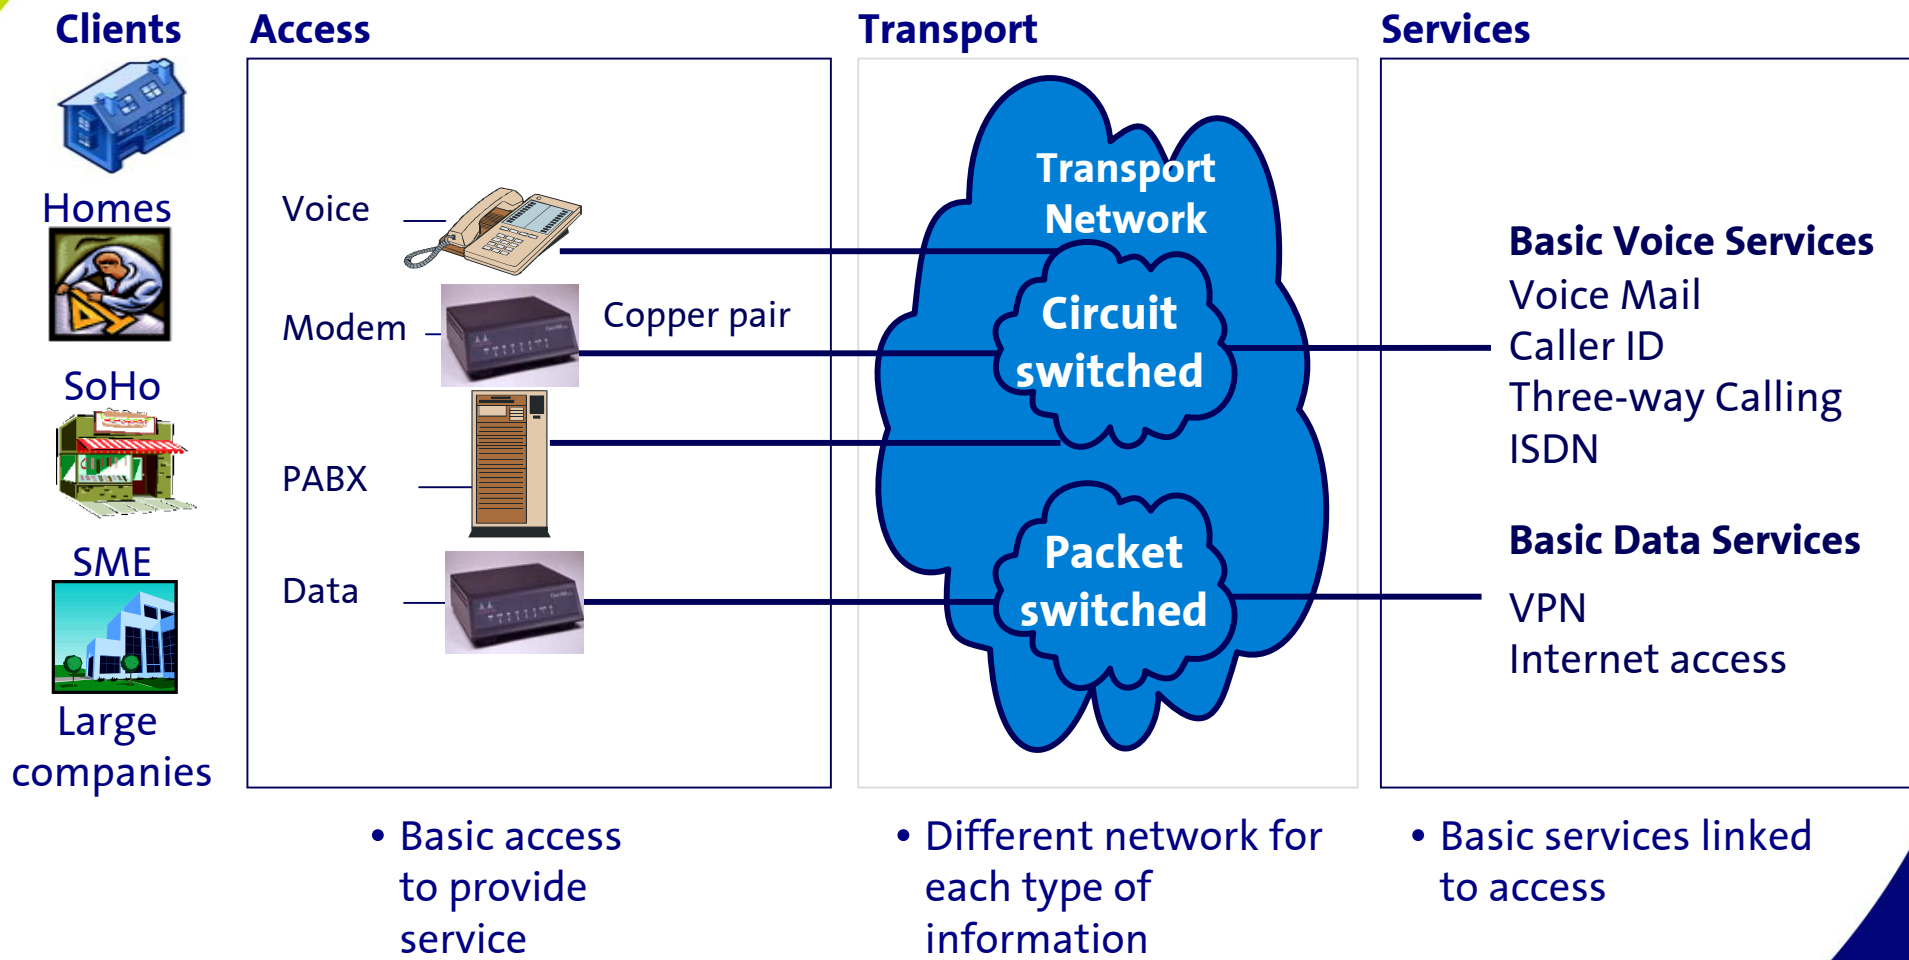 Clients
Homes
SoHo
SME
Large
companies
Access
Voice
Modem
Copper pair
PABX
Data
• Basic access
to provide
service
Transport
Transport
Network
Circuit
switched
Packet
switched
• Different network for
each type of
information
Services
Basic Voice Services
Voice Mail
Caller ID
Three-way Calling
ISDN
Basic Data Services
VPN
Internet access
• Basic services linked
to access